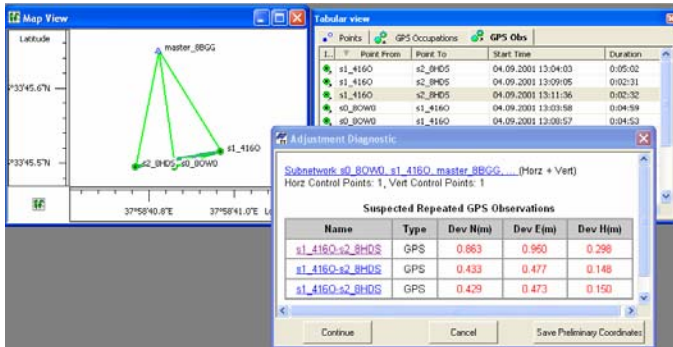 Map View
Latitude
master_8BGG
°33'45.6"N
s1_416O
s2_8HDS
s0_8OW0
°33'45.5"N
37°58'40.8"E
37°58'41.0"E
Tabular view
Points
GPS Occupations
GPS Obs
I...
Point From
Point To
Start Time
Duration
s1_416O
s2_8HDS
04.09.2001 13:04:03
0:05:02
s1_416O
s2_8HDS
04.09.2001 13:09:05
0:02:31
s1_416O
s2_8HDS
04.09.2001 13:11:36
0:02:32
s0_8OW0
s1_416O
04.09.2001 13:03:58
0:04:59
s0_8OW0
s1_416O
04.09.2001 13:08:57
0:04:53
Adjustment Diagnostic
Subnetwork s0_8OW0, s1_416O, master_8BGG, ... (Horz + Vert)
Horz Control Points: 1, Vert Control Points: 1
Suspected Repeated GPS Observations
Name
Type
Dev N(m)
Dev E(m)
Dev H(m)
s1_416O-s2_8HDS
GPS
0.863
0.950
0.298
s1_416O-s2_8HDS
GPS
0.433
0.477
0.148
s1_416O-s2_8HDS
GPS
0.429
0.473
0.150
Continue
Cancel
Save Preliminary Coordinates